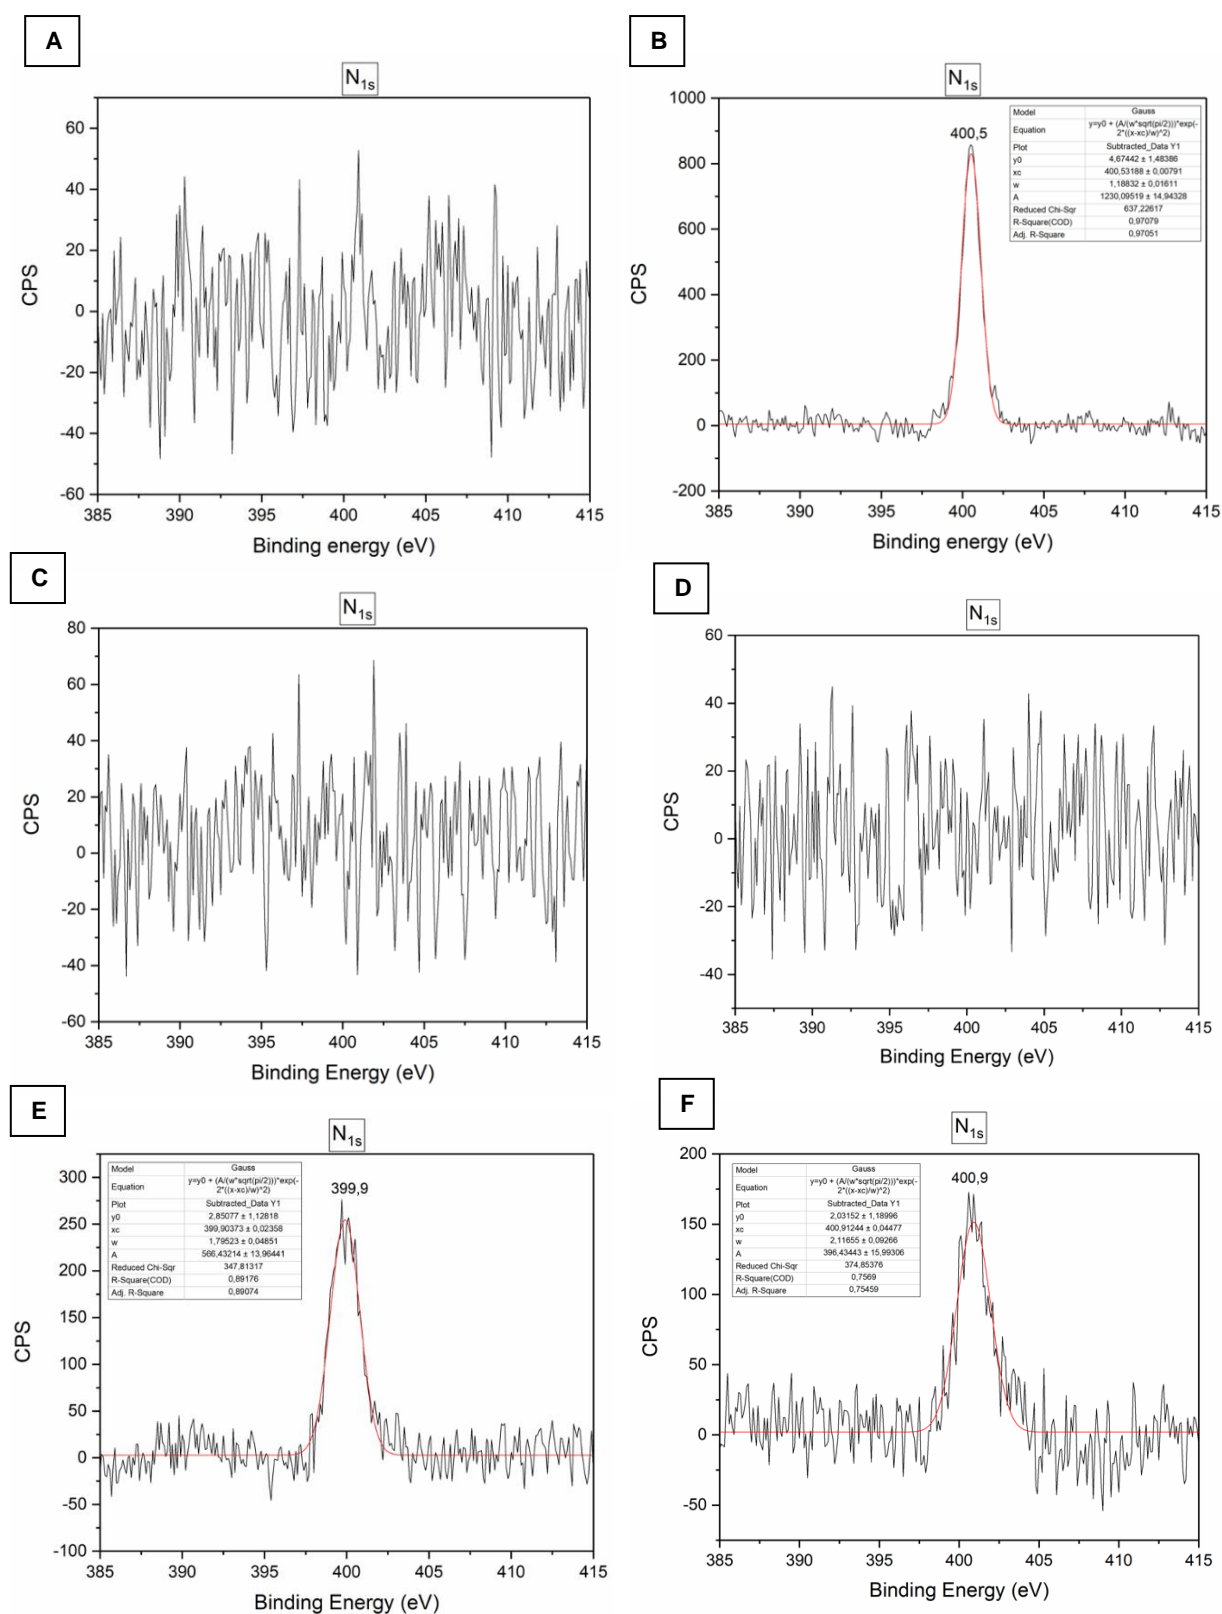 A
N1s
60
40
20
0
-20
-40
-60
CPS
385 390 395 400 405 410 415
Binding energy (eV)
B
N1s
400,5
1000
800
600
400
200
0
-200
CPS
385 390 395 400 405 410 415
Binding energy (eV)
Model Gauss
Equation y=y0 + (A/(w*sqrt(pi/2)))*exp(-
2*((x-xc)/w)^2)
Plot Subtracted_Data Y1
y0 4,67442 ± 1,48386
xc 400,53188 ± 0,00791
w 1,18832 ± 0,01611
A 1230,09519 ± 14,94328
Reduced Chi-Sqr 637,22617
R-Square(COD) 0,97079
Adj. R-Square 0,97051
C
N1s
80
60
40
20
0
-20
-40
-60
CPS
385 390 395 400 405 410 415
Binding Energy (eV)
D
N1s
60
40
20
0
-20
-40
CPS
385 390 395 400 405 410 415
Binding Energy (eV)
E
N1s
399,9
300
250
200
150
100
50
0
-50
-100
CPS
385 390 395 400 405 410 415
Binding Energy (eV)
Model Gauss
Equation y=y0 + (A/(w*sqrt(pi/2)))*exp(-
2*((x-xc)/w)^2)
Plot Subtracted_Data Y1
y0 2,85077 ± 1,12818
xc 399,90373 ± 0,02358
w 1,79523 ± 0,04851
A 566,43214 ± 13,96441
Reduced Chi-Sqr 347,81317
R-Square(COD) 0,89176
Adj. R-Square 0,89074
F
N1s
400,9
200
150
100
50
0
-50
CPS
385 390 395 400 405 410 415
Binding Energy (eV)
Model Gauss
Equation y=y0 + (A/(w*sqrt(pi/2)))*exp(-
2*((x-xc)/w)^2)
Plot Subtracted_Data Y1
y0 2,03152 ± 1,18996
xc 400,91244 ± 0,04477
w 2,11655 ± 0,09266
A 396,43443 ± 15,99306
Reduced Chi-Sqr 374,85376
R-Square(COD) 0,7569
Adj. R-Square 0,75459